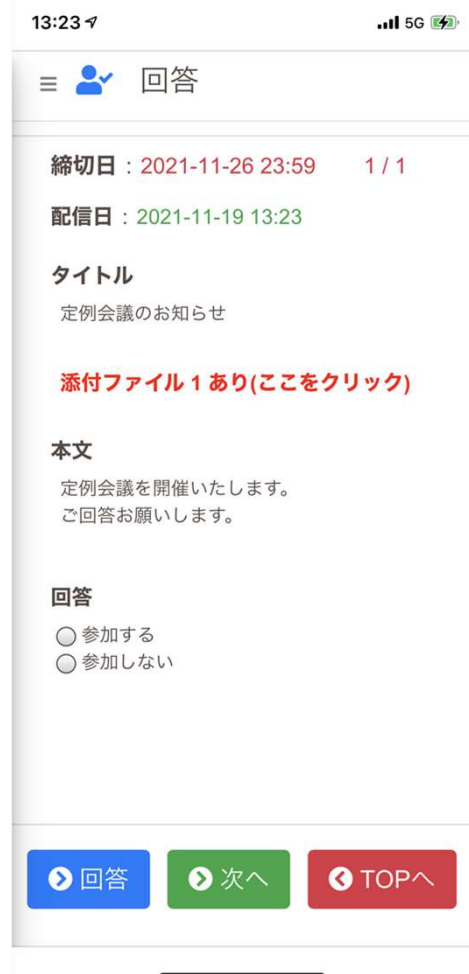 13:23
5G
回答
締切日：2021-11-26 23:59 1 / 1
配信日：2021-11-19 13:23
タイトル
定例会議のお知らせ
添付ファイル 1 あり(ここをクリック)
本文
定例会議を開催いたします。
ご回答お願いします。
回答
参加する
参加しない
回答 次へ TOPへ